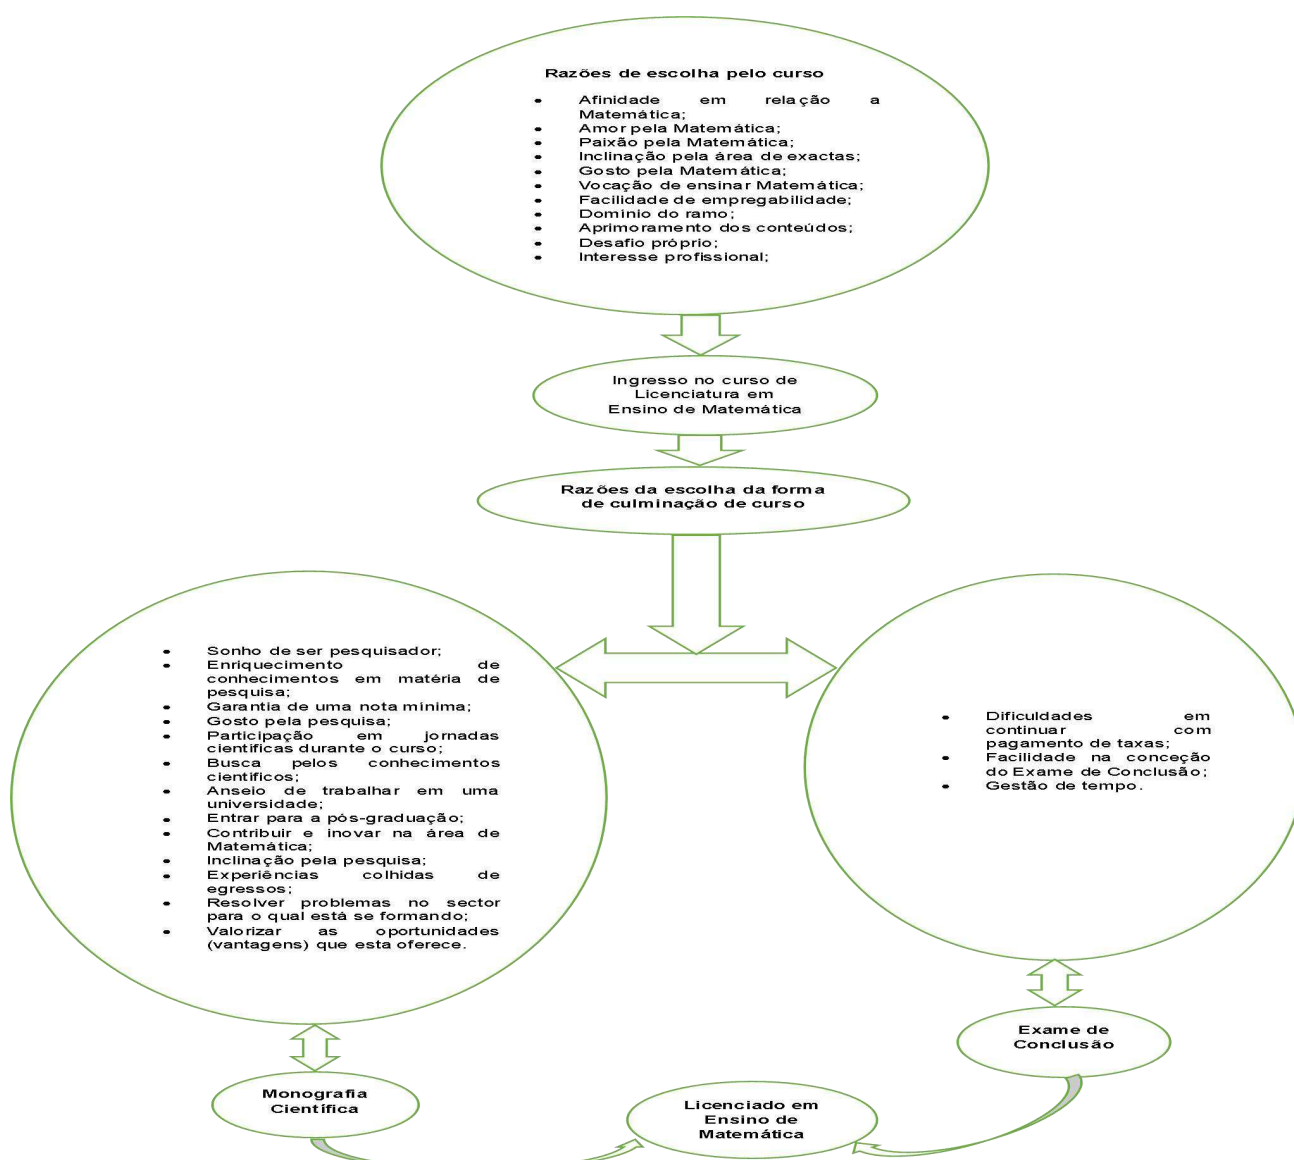 Razões de escolha pelo curso
• Afinidade em relação a
Matemática;
• Amor pela Matemática;
• Paixão pela Matemática;
• Inclinação pela área de exactas;
• Gosto pela Matemática;
• Vocação de ensinar Matemática;
• Facilidade de empregabilidade;
• Domínio do ramo;
• Aprimoramento dos conteúdos;
• Desafio próprio;
• Interesse profissional;
Ingresso no curso de
Licenciatura em
Ensino de Matemática
Razões da escolha da forma
de culminação de curso
• Sonho de ser pesquisador;
• Enriquecimento de
conhecimentos em matéria de
pesquisa;
• Garantia de uma nota mínima;
• Gosto pela pesquisa;
• Participação em jornadas
científicas durante o curso;
• Busca pelos conhecimentos
científicos;
• Anseio de trabalhar em uma
universidade;
• Entrar para a pós-graduação;
• Contribuir e inovar na área de
Matemática;
• Inclinação pela pesquisa;
• Experiências colhidas de
egressos;
• Resolver problemas no sector
para o qual está se formando;
• Valorizar as oportunidades
(vantagens) que esta oferece.
• Dificuldades em
continuar com
pagamento de taxas;
• Facilidade na conceção
do Exame de Conclusão;
• Gestão de tempo.
Exame de
Conclusão
Monografia
Científica
Licenciado em
Ensino de
Matemática